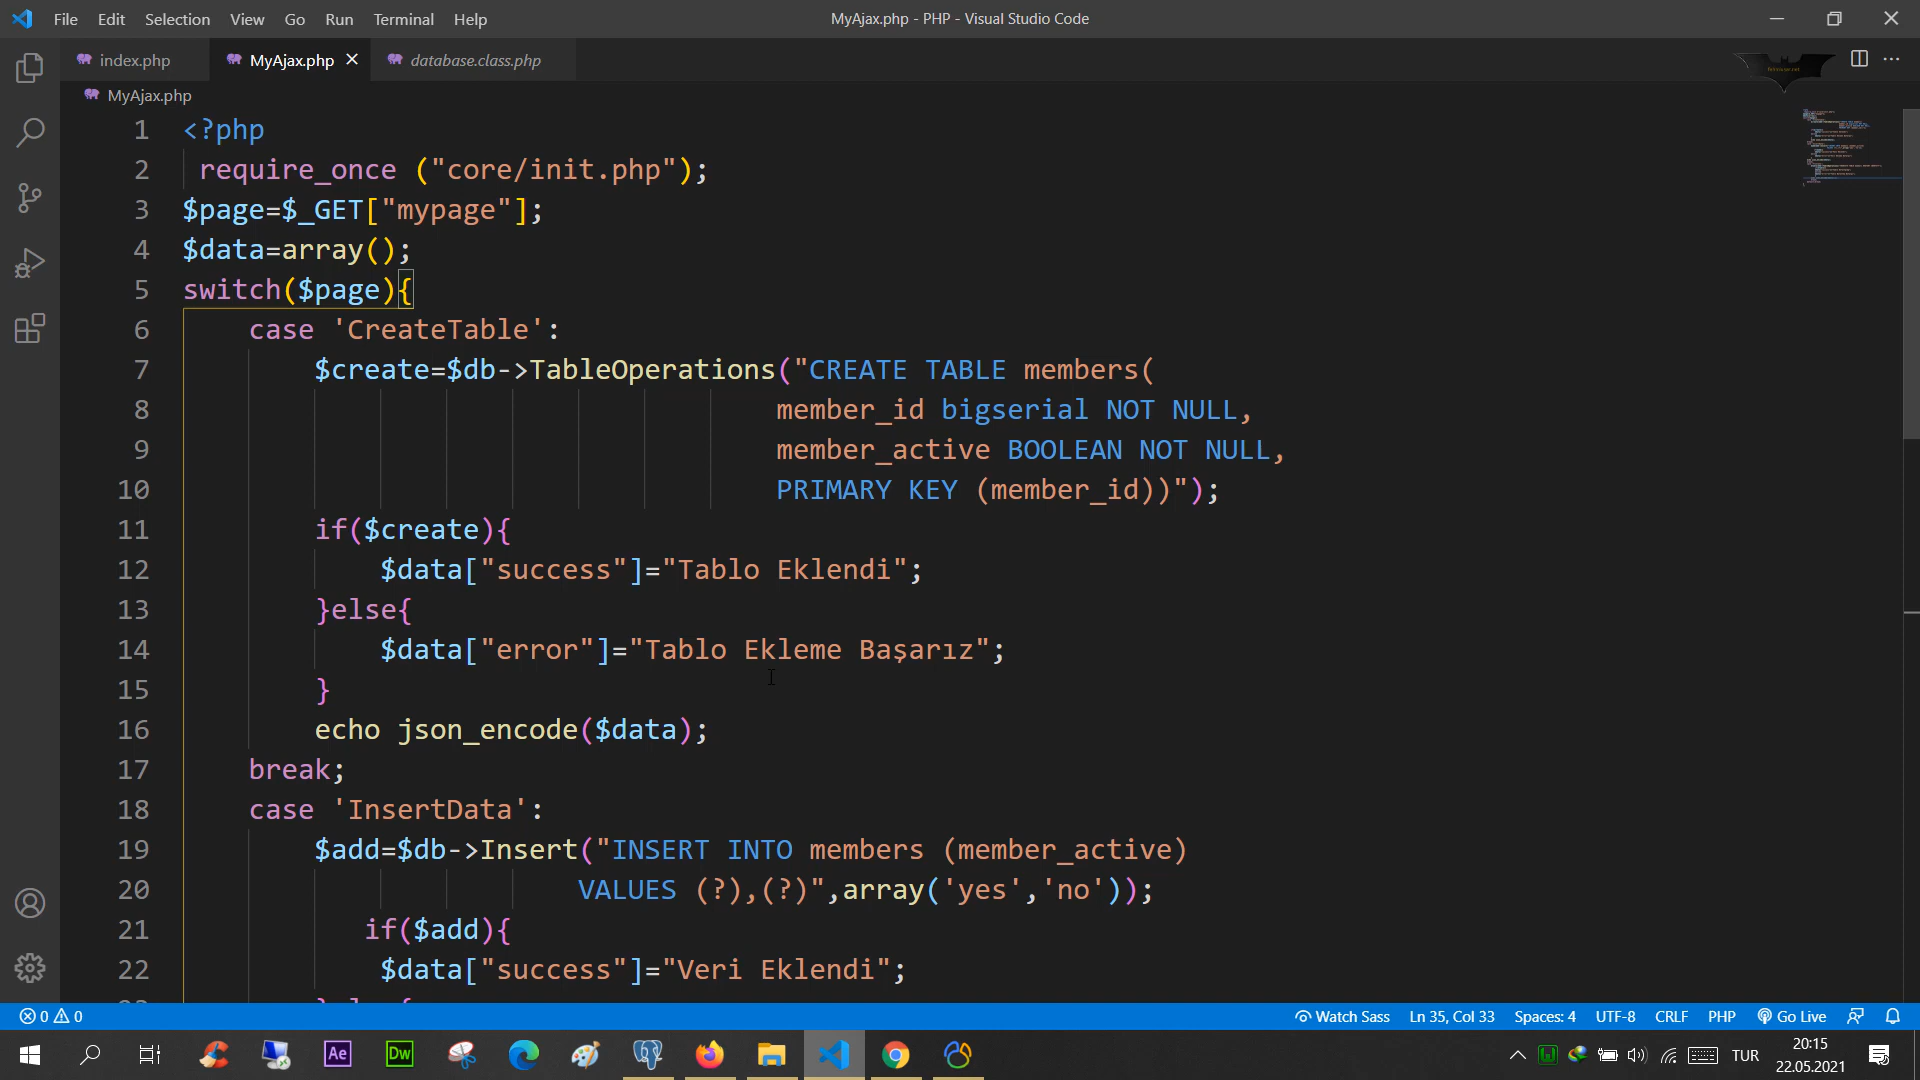 File Edit Selection View Go Run Terminal Help
MyAjax.php - PHP - Visual Studio Code
index.php
MyAjax.php
database.class.php
MyAjax.php
1 <?php
2 require_once ("core/init.php");
3 $page=$_GET["mypage"];
4 $data=array();
5 switch($page){
6 case 'CreateTable':
7 $create=$db->TableOperations("CREATE TABLE members(
8 member_id bigserial NOT NULL,
9 member_active BOOLEAN NOT NULL,
10 PRIMARY KEY (member_id))");
11 if($create){
12 $data["success"]="Tablo Eklendi";
13 }else{
14 $data["error"]="Tablo Ekleme Başarız";
15 }
16 echo json_encode($data);
17 break;
18 case 'InsertData':
19 $add=$db->Insert("INSERT INTO members (member_active)
20 VALUES (?),(?)",array('yes','no'));
21 if($add){
22 $data["success"]="Veri Eklendi";
0 0
Watch Sass Ln 35, Col 33 Spaces: 4 UTF-8 CRLF PHP Go Live
Ae Dw
TUR
20:15
22.05.2021